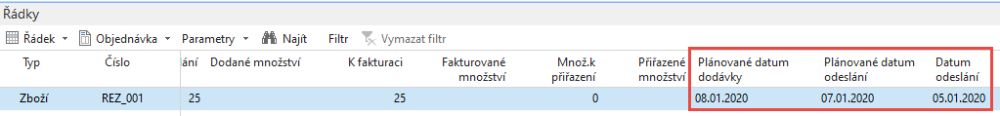 Řádky
Řádek Objednávka Parametry Najít Filtr Vymazat filtr
Typ Číslo ání Dodané množství K fakturaci Fakturované množství Množ.k přiřazení Přiřazené množství Plánované datum dodávky Plánované datum odeslání Datum odeslání
Zboží REZ_001 25 25 0 08.01.2020 07.01.2020 05.01.2020